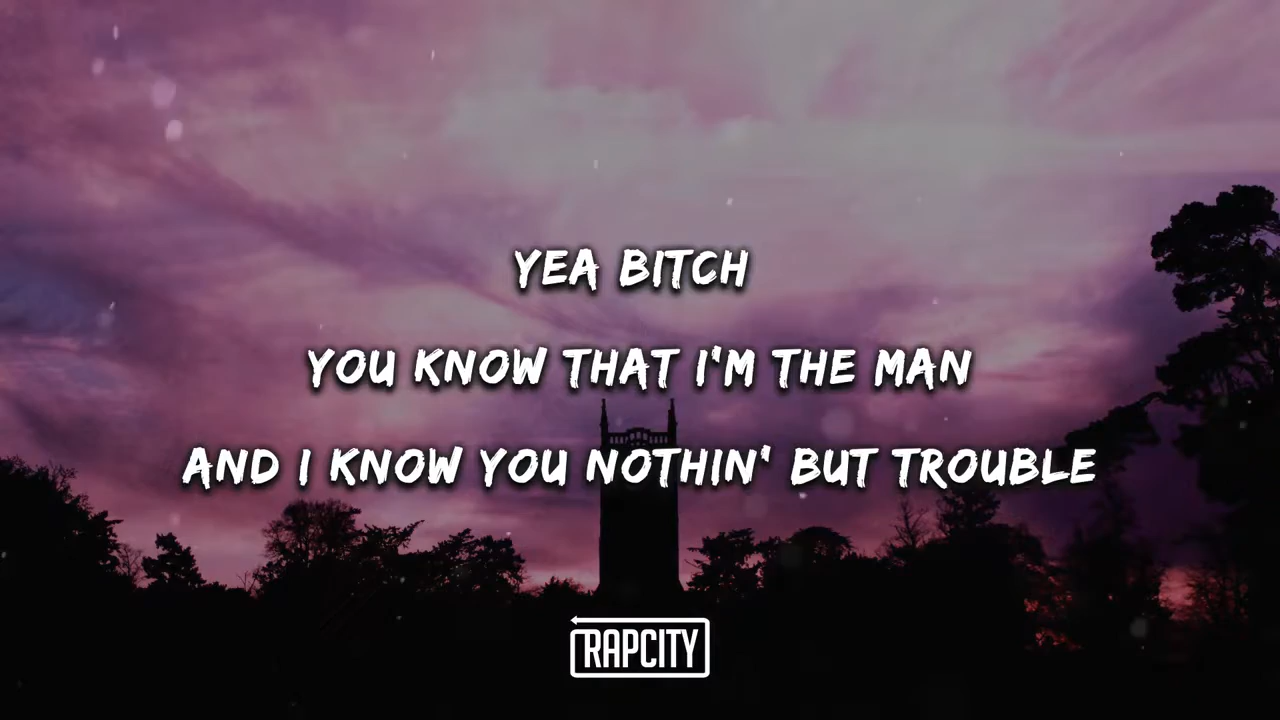 YEA BITCH
YOU KNOW THAT I'M THE MAN
AND I KNOW YOU NOTHIN' BUT TROUBLE
RAPCITY